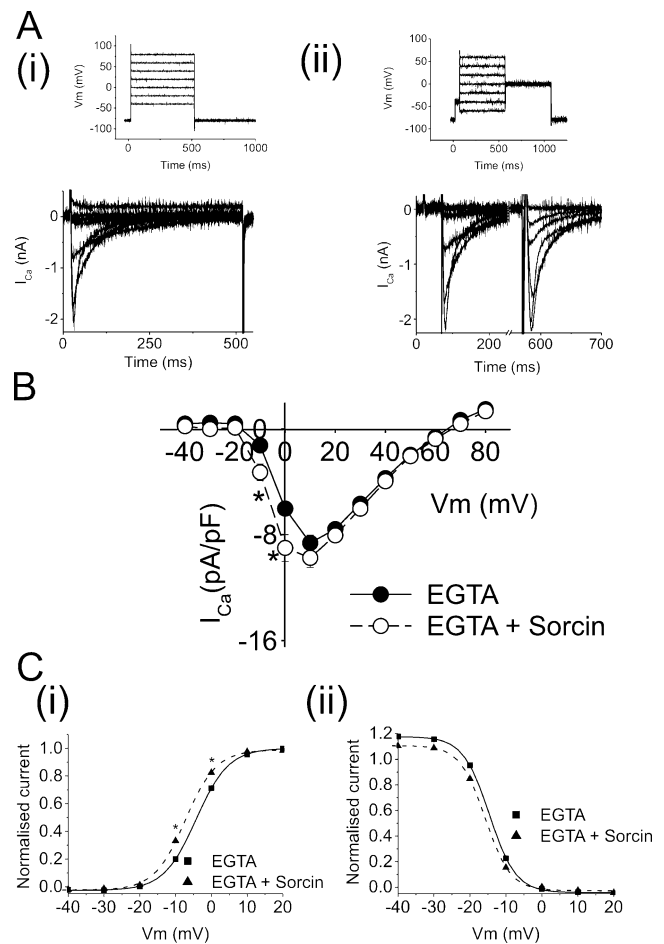 A
(i)
(ii)
Vm (mV)
100
50
0
-50
-100
0
500
1000
Time (ms)
Vm (mV)
100
50
0
-50
-100
0
500
1000
Time (ms)
I_Ca (nA)
0
-1
-2
0
250
500
Time (ms)
I_Ca (nA)
0
-1
-2
0
200
600
700
Time (ms)
B
0
-40
-20
0
20
40
60
80
Vm (mV)
*
-8
*
I_Ca(pA/pF)
EGTA
EGTA + Sorcin
-16
C
(i)
(ii)
Normalised current
1.0
0.8
0.6
0.4
0.2
0.0
*
*
EGTA
EGTA + Sorcin
-40
-30
-20
-10
0
10
20
Vm (mV)
Normalised current
1.2
1.0
0.8
0.6
0.4
0.2
0.0
EGTA
EGTA + Sorcin
-40
-30
-20
-10
0
10
20
Vm (mV)